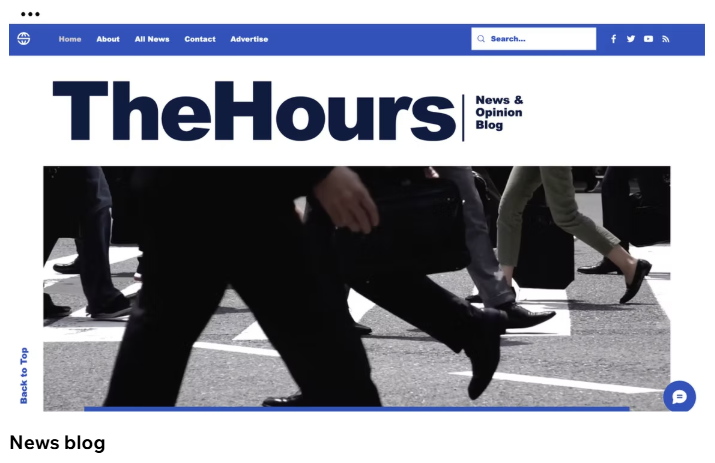 Home About All News Contact Advertise Search...
TheHours
News &
Opinion
Blog
Back to Top
News blog